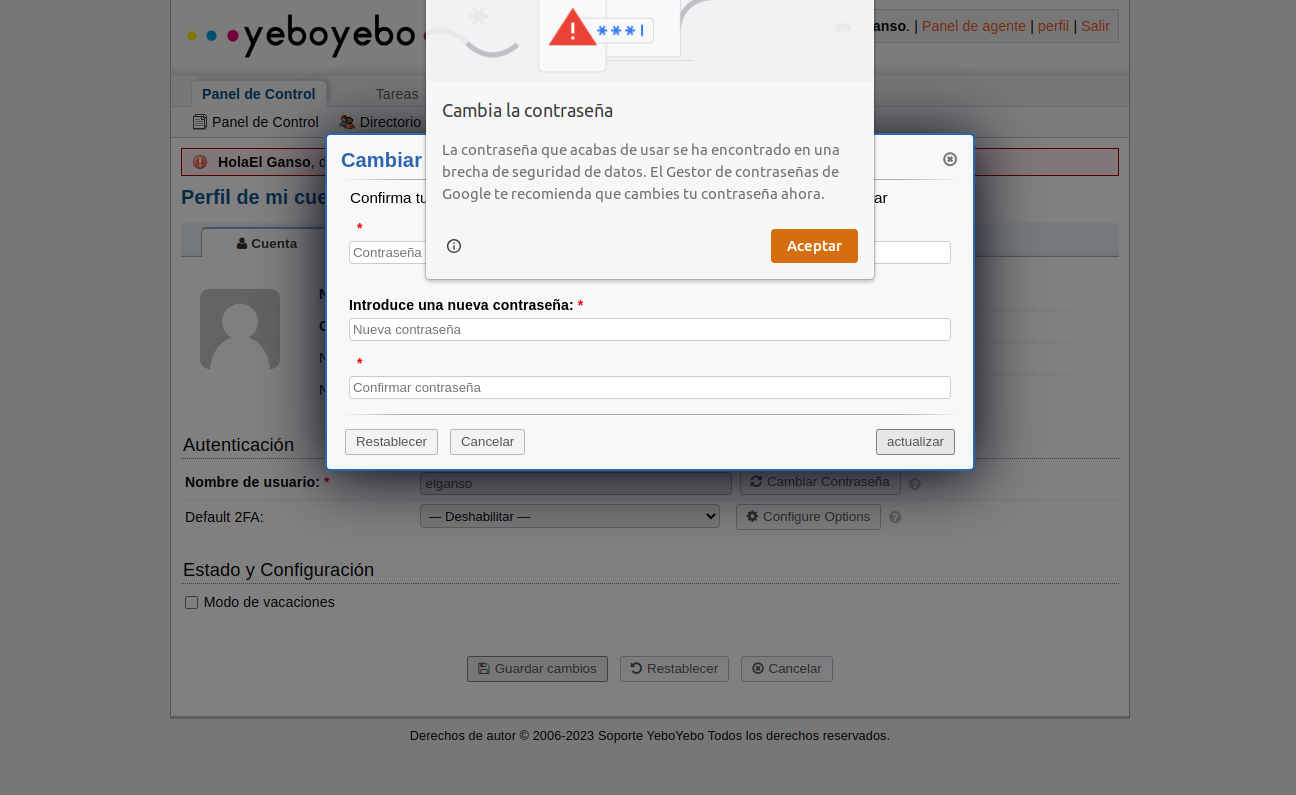 yeboyebo
anso. | Panel de agente | perfil | Salir
Panel de Control
Tareas
Panel de Control
Directorio
HolaEl Ganso,
Perfil de mi cue
Cuenta
***
Cambia la contraseña
La contraseña que acabas de usar se ha encontrado en una
brecha de seguridad de datos. El Gestor de contraseñas de
Google te recomienda que cambies tu contraseña ahora.
Aceptar
Cambiar
Confirma tu
ar
*
Contraseña
Introduce una nueva contraseña: *
Nueva contraseña
*
Confirmar contraseña
Restablecer
Cancelar
actualizar
Autenticación
Nombre de usuario: *
elganso
Cambiar Contraseña
Default 2FA:
— Deshabilitar —
Configure Options
Estado y Configuración
Modo de vacaciones
Guardar cambios
Restablecer
Cancelar
Derechos de autor © 2006-2023 Soporte YeboYebo Todos los derechos reservados.